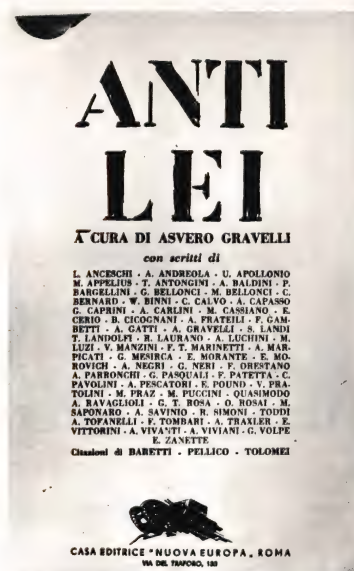 ANTI
LEI
A CURA DI ASVERO GRAVELLI
con scritti di
L. ANCESCHI - A. ANDREOLA - U. APOLLONIO
M. APPELIUS - T. ANTONGINI - A. BALDINI - P.
BARGELLINI - G. BELLONCI - M. BELLONCI - C.
BERNARD - W. BINNI - C. CALVO - A. CAPASSO
G. CAPRINI - A. CARLINI - M. CASSIANO - E.
CERIO - B. CICOGNANI - A. FRATEILI - F. GAM-
BETTI - A. GATTI - A. GRAVELLI - S. LANDI
T. LANDOLFI - R. LAURANO - A. LUCHINI - M.
LUZI - V. MANZINI - F. T. MARINETTI - A. MAR-
PICATI - G. MESIRCA - E. MORANTE - E. MO-
ROVICH - A. NEGRI - G. NERI - F. ORESTANO
A. PARRONCHI - G. PASQUALI - F. PATETTA - C.
PAVOLINI - A. PESCATORI - E. POUND - V. PRA-
TOLINI - M. PRAZ - M. PUCCINI - QUASIMODO
A. RAVAGLIOLI - G. T. ROSA - O. ROSAI - M.
SAPONARO - A. SAVINIO - R. SIMONI - TODDI
A. TOFANELLI - F. TOMBARI - A. TRAXLER - E.
VITTORINI - A. VIVANTI - A. VIVIANI - G. VOLPE
E. ZANETTE
Citazioni di BARETTI - PELLICO - TOLOMEI
CASA EDITRICE "NUOVA EUROPA" ROMA
VIA DEL TRAFORO, 133